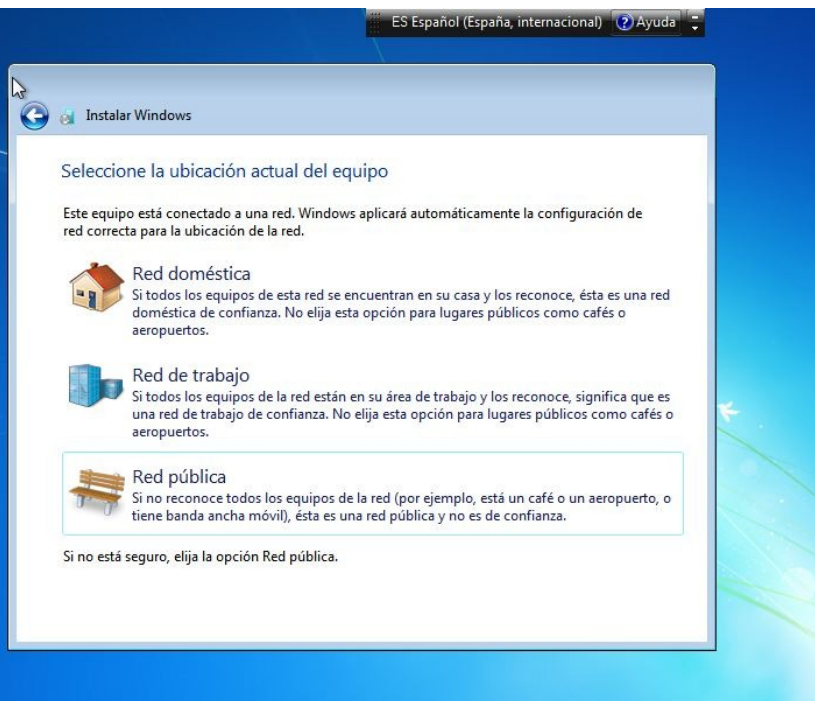 ES Español (España, internacional) Ayuda
Instalar Windows
Seleccione la ubicación actual del equipo
Este equipo está conectado a una red. Windows aplicará automáticamente la configuración de
red correcta para la ubicación de la red.
Red doméstica
Si todos los equipos de esta red se encuentran en su casa y los reconoce, ésta es una red
doméstica de confianza. No elija esta opción para lugares públicos como cafés o
aeropuertos.
Red de trabajo
Si todos los equipos de la red están en su área de trabajo y los reconoce, significa que es
una red de trabajo de confianza. No elija esta opción para lugares públicos como cafés o
aeropuertos.
Red pública
Si no reconoce todos los equipos de la red (por ejemplo, está un café o un aeropuerto, o
tiene banda ancha móvil), ésta es una red pública y no es de confianza.
Si no está seguro, elija la opción Red pública.